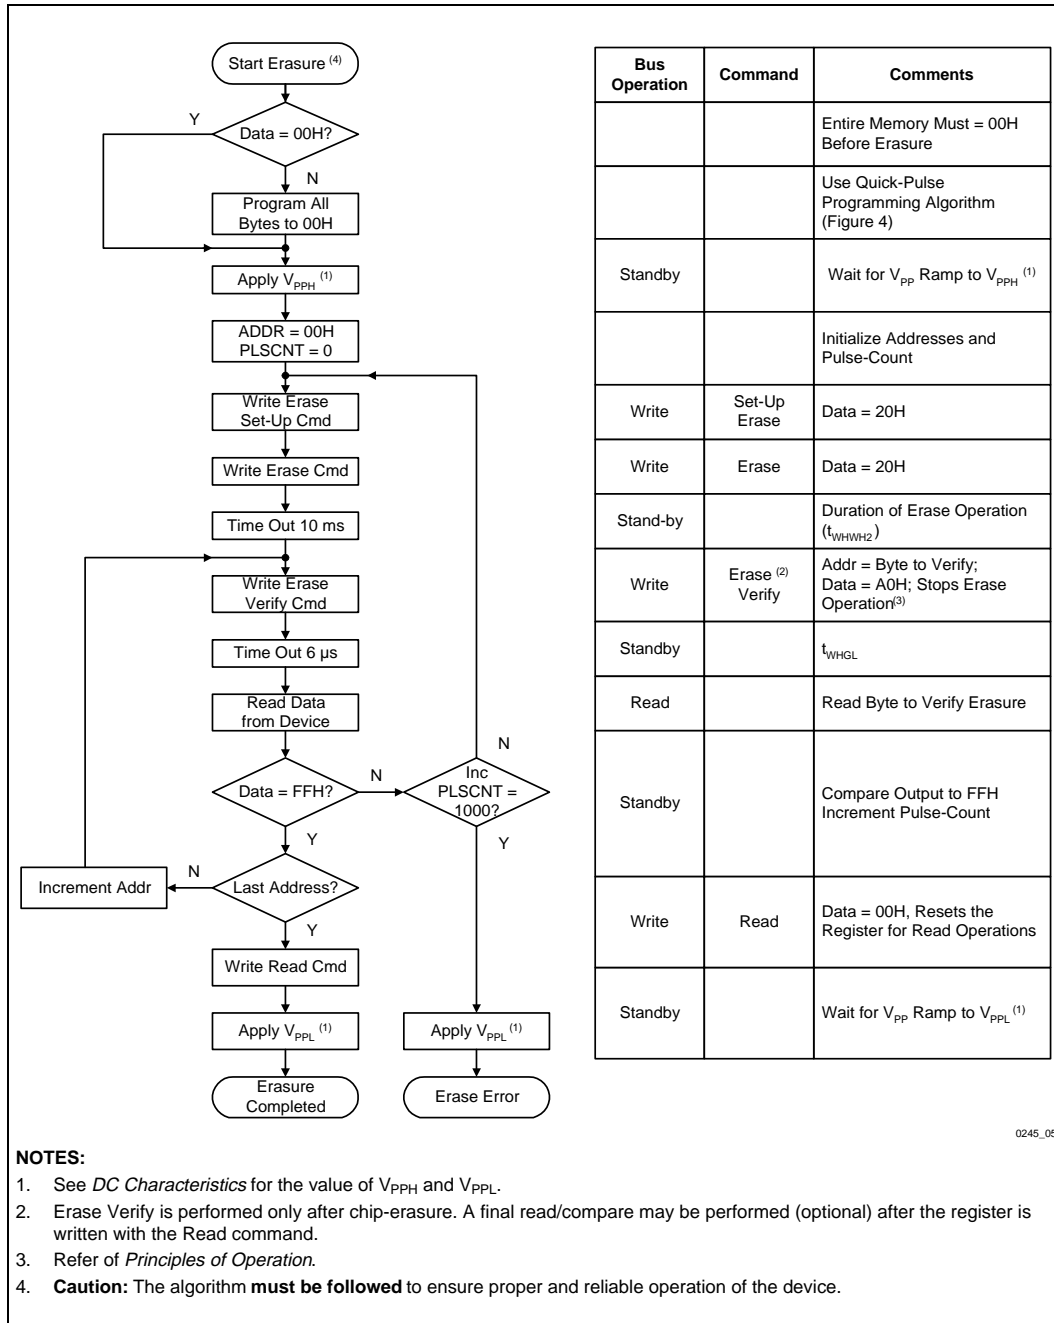 Start Erasure (4)
Y
Data = 00H?
N
Program All
Bytes to 00H
Apply VPPH (1)
ADDR = 00H
PLSCNT = 0
Write Erase
Set-Up Cmd
Write Erase Cmd
Time Out 10 ms
Write Erase
Verify Cmd
Time Out 6 µs
Read Data
from Device
Data = FFH?
N
Inc
PLSCNT =
1000?
N
Y
Y
Last Address?
N
Increment Addr
Y
Write Read Cmd
Apply VPPL (1)
Apply VPPL (1)
Erasure
Completed
Erase Error
Bus
Operation
Command
Comments
Entire Memory Must = 00H
Before Erasure
Use Quick-Pulse
Programming Algorithm
(Figure 4)
Standby
Wait for VPP Ramp to VPPH (1)
Initialize Addresses and
Pulse-Count
Write
Set-Up
Erase
Data = 20H
Write
Erase
Data = 20H
Stand-by
Duration of Erase Operation
(tWHWH2)
Write
Erase (2)
Verify
Addr = Byte to Verify;
Data = A0H; Stops Erase
Operation(3)
Standby
tWHGL
Read
Read Byte to Verify Erasure
Standby
Compare Output to FFH
Increment Pulse-Count
Write
Read
Data = 00H, Resets the
Register for Read Operations
Standby
Wait for VPP Ramp to VPPL (1)
0245_05
NOTES:
1. See DC Characteristics for the value of VPPH and VPPL.
2. Erase Verify is performed only after chip-erasure. A final read/compare may be performed (optional) after the register is
written with the Read command.
3. Refer of Principles of Operation.
4. Caution: The algorithm must be followed to ensure proper and reliable operation of the device.